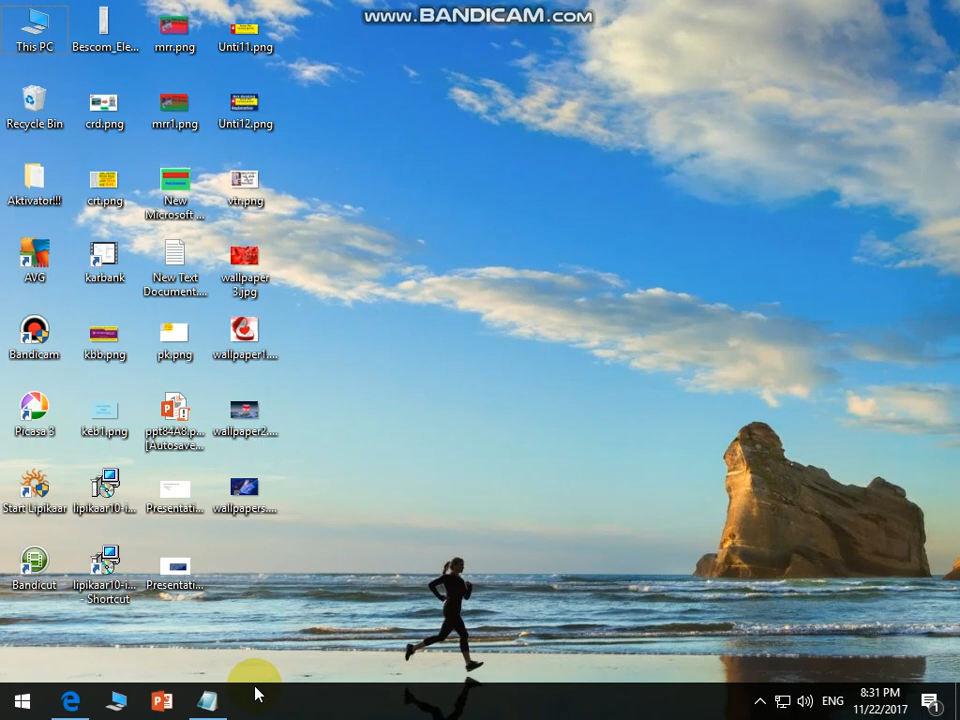 www.BANDICAM.com
This PC
Bescom_Ele...
mrr.png
Unti11.png
Recycle Bin
crd.png
mrr1.png
Unti12.png
Aktivator!!!
crt.png
New
Microsoft ...
vtr.png
AVG
karbank
New Text
Document....
wallpaper
3.jpg
Bandicam
kbb.png
pk.png
wallpaper1....
Picasa 3
keb1.png
ppt84A8.p...
[Autosave...
wallpaper2....
Start Lipikaar
lipikaar10-i...
Presentati...
wallpapers....
Bandicut
lipikaar10-i...
- Shortcut
Presentati...
ENG
8:31 PM
11/22/2017
1